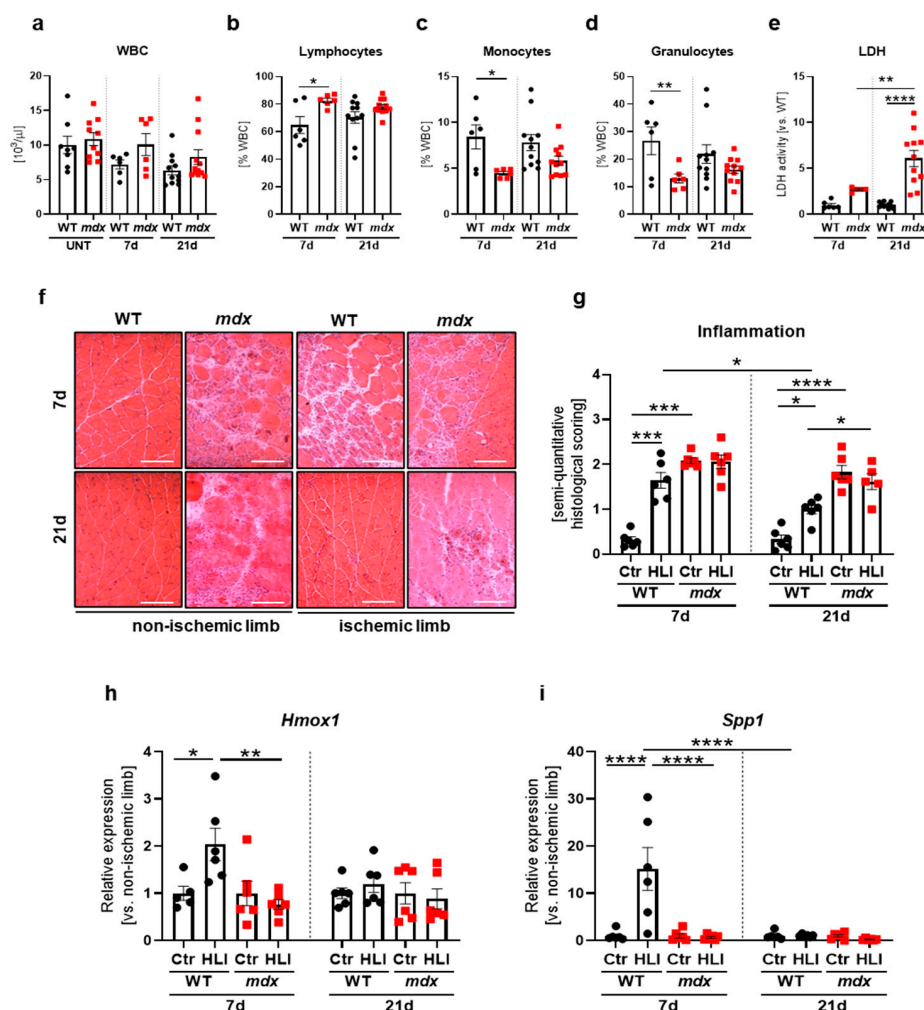 a
WBC
[10³/µl]
20
15
10
5
0
WT mdx WT mdx WT mdx
UNT 7d 21d
b
Lymphocytes
[% WBC]
100
80
60
40
20
0
*
WT mdx WT mdx
7d 21d
c
Monocytes
[% WBC]
15
10
5
0
*
WT mdx WT mdx
7d 21d
d
Granulocytes
[% WBC]
50
40
30
20
10
0
**
WT mdx WT mdx
7d 21d
e
LDH
LDH activity [vs. WT]
15
10
5
0
**
****
WT mdx WT mdx
7d 21d
f
WT mdx WT mdx
7d
21d
non-ischemic limb ischemic limb
g
Inflammation
[semi-quantitative
histological scoring]
4
3
2
1
0
*
*** ***
**** * *
Ctr HLI Ctr HLI Ctr HLI Ctr HLI
WT mdx WT mdx
7d 21d
h
Hmox1
Relative expression
[vs. non-ischemic limb]
4
3
2
1
0
* **
Ctr HLI Ctr HLI Ctr HLI Ctr HLI
WT mdx WT mdx
7d 21d
i
Spp1
Relative expression
[vs. non-ischemic limb]
40
30
20
10
0
****
**** ****
Ctr HLI Ctr HLI Ctr HLI Ctr HLI
WT mdx WT mdx
7d 21d